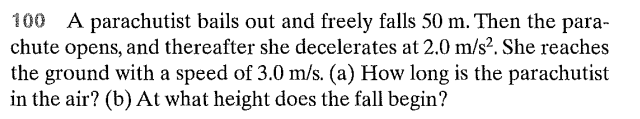 100 A parachutist bails out and freely falls 50 m. Then the para-
chute opens, and thereafter she decelerates at 2.0 m/s². She reaches
the ground with a speed of 3.0 m/s. (a) How long is the parachutist
in the air? (b) At what height does the fall begin?